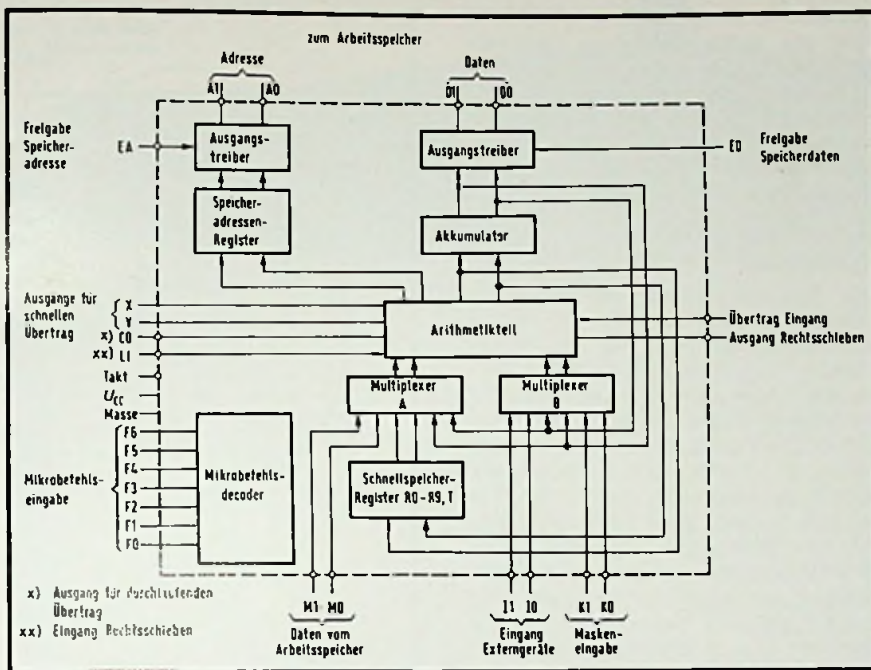 zum Arbeitsspeicher
Adresse
Daten
A1 A0
D1 D0
Freigabe
Speicher-
adresse
EA
Ausgangs-
treiber
Ausgangstreiber
ED
Freigabe
Speicherdaten
Speicher-
adressen-
Register
Akkumulator
Ausgänge für
schnellen
Übertrag
X
Y
x) CO
xx) LI
Arithmetikteil
Übertrag Eingang
Ausgang Rechtsschieben
Takt
UCC
Masse
Multiplexer
A
Multiplexer
B
Mikrobefehls-
eingabe
F6
F5
F4
F3
F2
F1
F0
Mikrobefehls-
decoder
Schnellspeicher-
Register R0-R9, T
x) Ausgang für durchlaufenden
Übertrag
xx) Eingang Rechtsschieben
M1 M0
Daten vom
Arbeitsspeicher
I1 I0
Eingang
Externgeräte
K1 K0
Masken-
eingabe